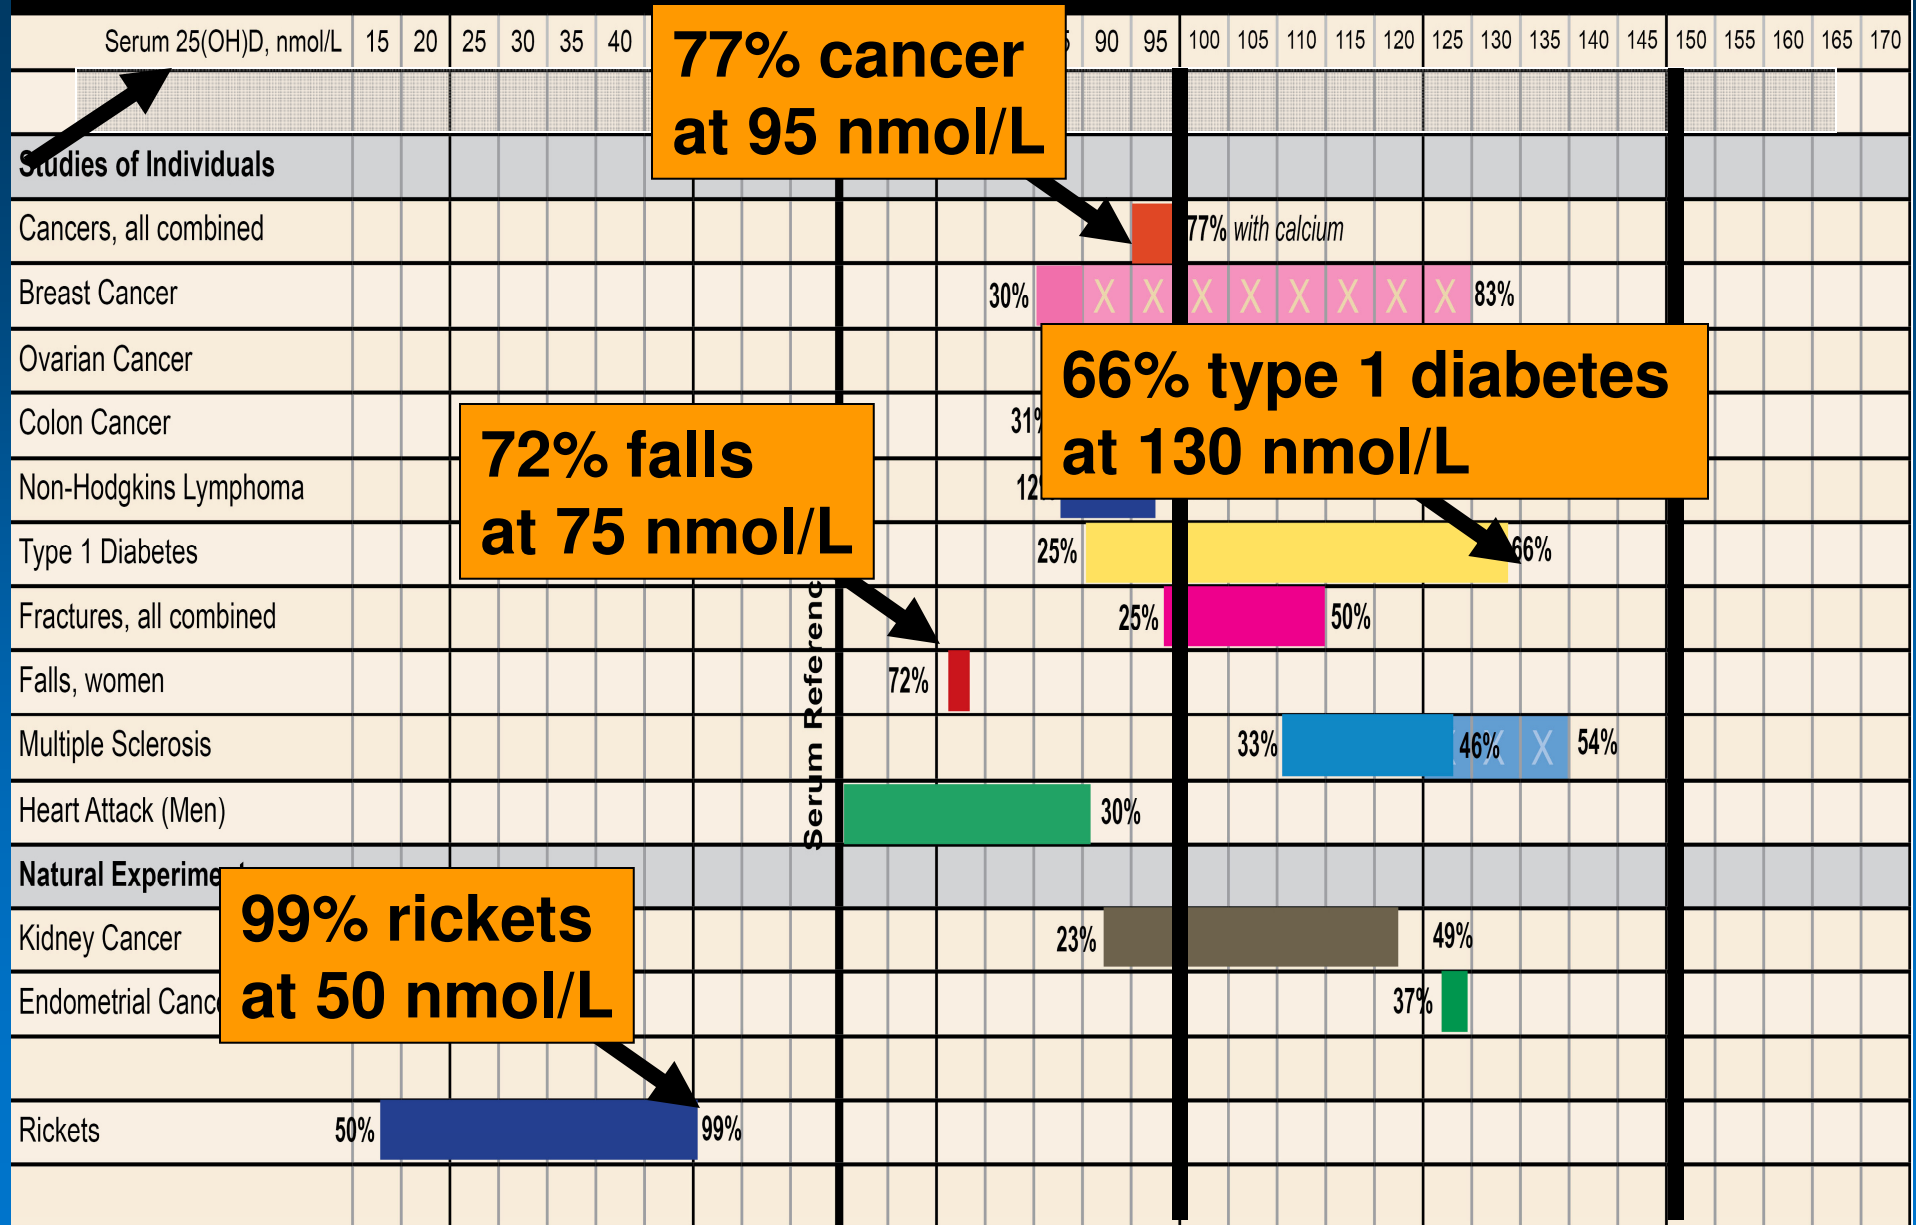 Serum 25(OH)D, nmol/L 15 20 25 30 35 40 90 95 100 105 110 115 120 125 130 135 140 145 150 155 160 165 170
77% cancer
at 95 nmol/L
Studies of Individuals
Cancers, all combined 77% with calcium
Breast Cancer 30% X X X X X X X X 83%
Ovarian Cancer
66% type 1 diabetes
at 130 nmol/L
Colon Cancer 31%
72% falls
at 75 nmol/L
Non-Hodgkins Lymphoma 12%
Type 1 Diabetes 25% 66%
Fractures, all combined 25% 50%
Falls, women 72%
Multiple Sclerosis 33% 46% X X 54%
Heart Attack (Men) 30%
Serum Referenc
Natural Experiment
99% rickets
at 50 nmol/L
Kidney Cancer 23% 49%
Endometrial Canc 37%
Rickets 50% 99%